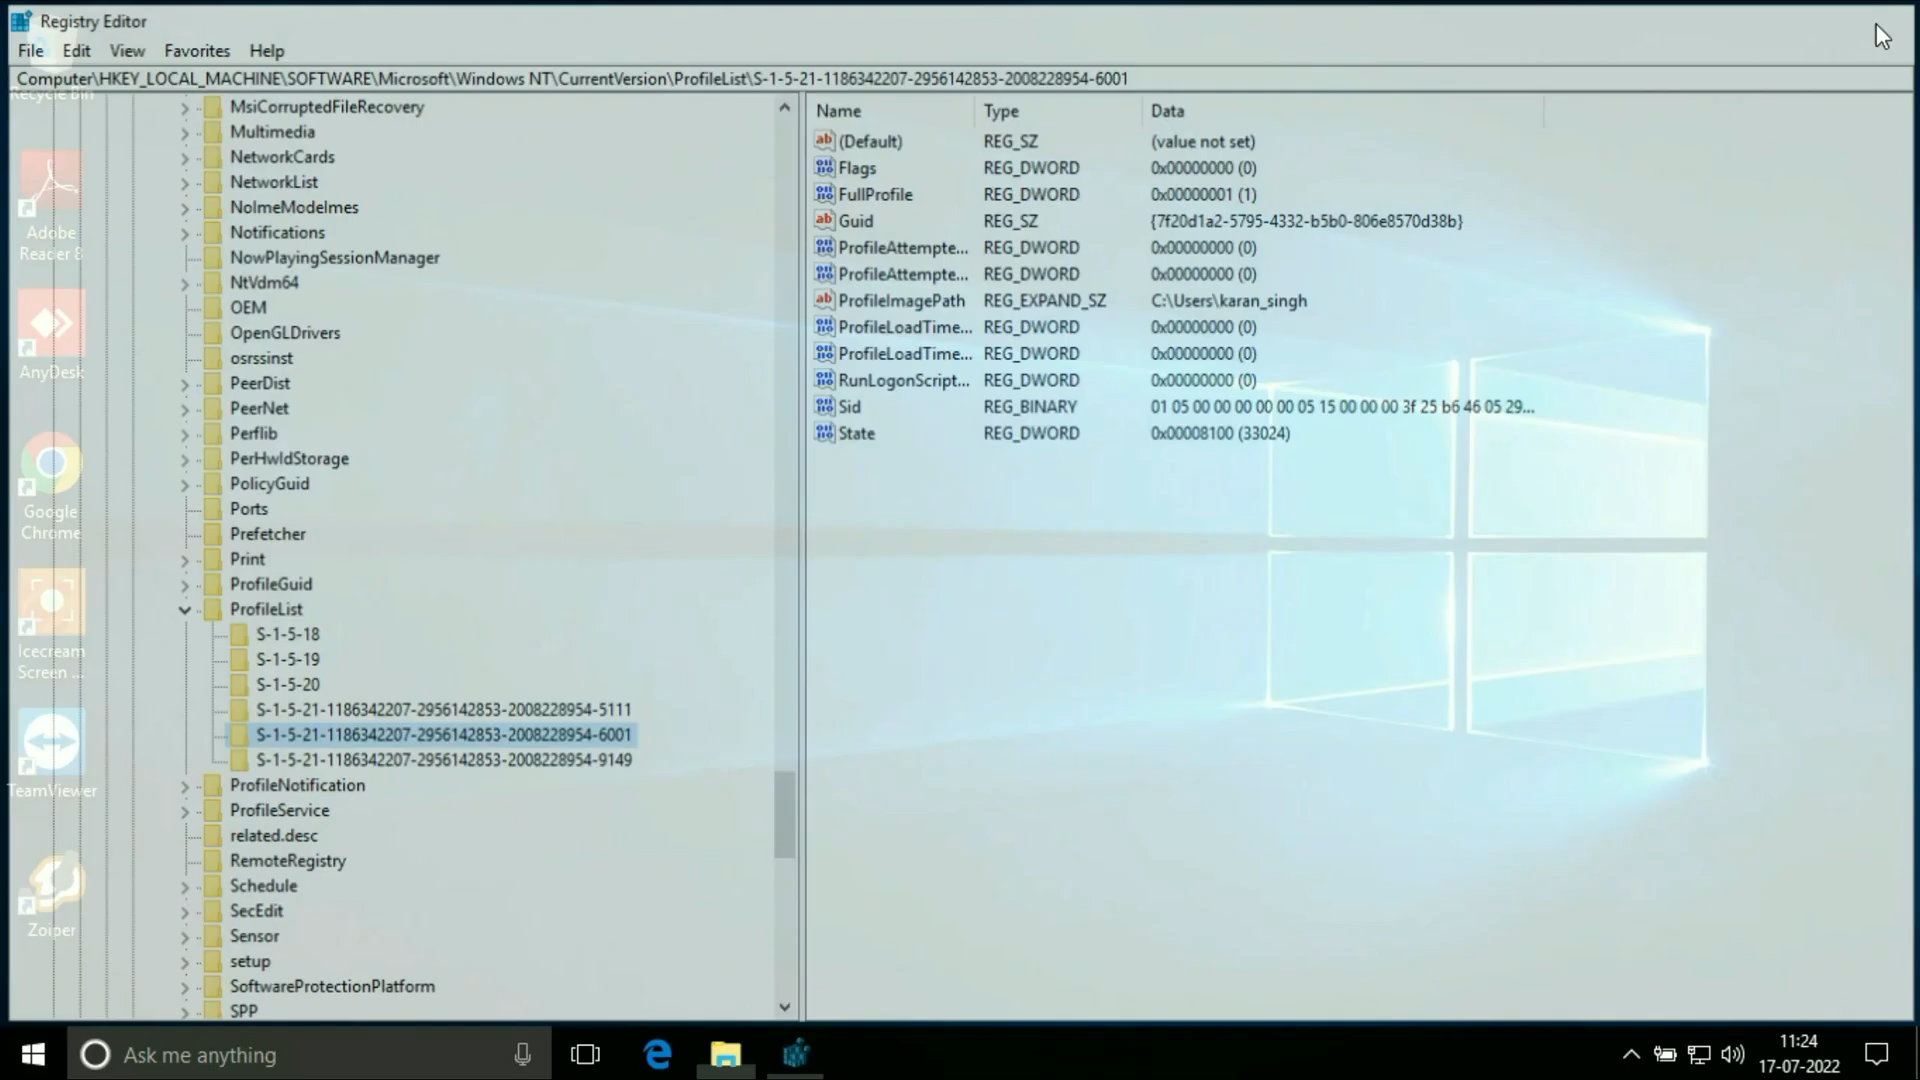 Registry Editor
File Edit View Favorites Help
Computer\HKEY_LOCAL_MACHINE\SOFTWARE\Microsoft\Windows NT\CurrentVersion\ProfileList\S-1-5-21-1186342207-2956142853-2008228954-6001
Recycle Bin
Adobe
Reader 8
AnyDesk
Google
Chrome
Icecream
Screen ...
TeamViewer
Zoiper
MsiCorruptedFileRecovery
Multimedia
NetworkCards
NetworkList
NoImeModeImes
Notifications
NowPlayingSessionManager
NtVdm64
OEM
OpenGLDrivers
osrssinst
PeerDist
PeerNet
Perflib
PerHwIdStorage
PolicyGuid
Ports
Prefetcher
Print
ProfileGuid
ProfileList
S-1-5-18
S-1-5-19
S-1-5-20
S-1-5-21-1186342207-2956142853-2008228954-5111
S-1-5-21-1186342207-2956142853-2008228954-6001
S-1-5-21-1186342207-2956142853-2008228954-9149
ProfileNotification
ProfileService
related.desc
RemoteRegistry
Schedule
SecEdit
Sensor
setup
SoftwareProtectionPlatform
SPP
Name Type Data
(Default) REG_SZ (value not set)
Flags REG_DWORD 0x00000000 (0)
FullProfile REG_DWORD 0x00000001 (1)
Guid REG_SZ {7f20d1a2-5795-4332-b5b0-806e8570d38b}
ProfileAttempte... REG_DWORD 0x00000000 (0)
ProfileAttempte... REG_DWORD 0x00000000 (0)
ProfileImagePath REG_EXPAND_SZ C:\Users\karan_singh
ProfileLoadTime... REG_DWORD 0x00000000 (0)
ProfileLoadTime... REG_DWORD 0x00000000 (0)
RunLogonScript... REG_DWORD 0x00000000 (0)
Sid REG_BINARY 01 05 00 00 00 00 00 05 15 00 00 00 3f 25 b6 46 05 29...
State REG_DWORD 0x00008100 (33024)
Ask me anything
11:24
17-07-2022